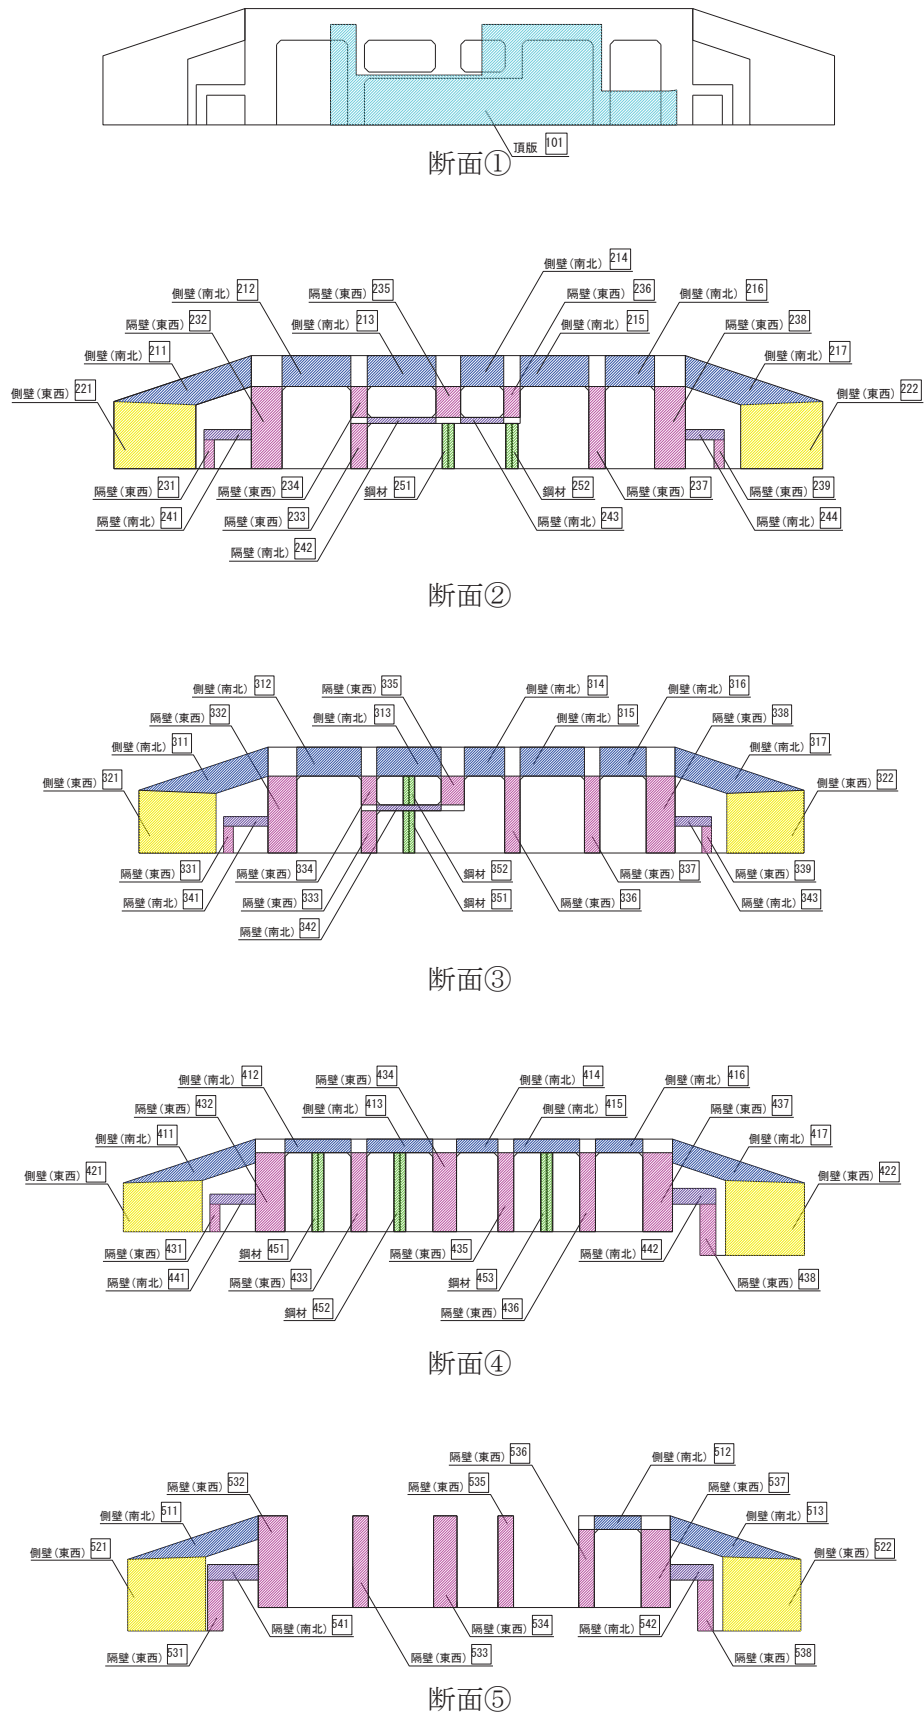 頂版 101
断面①
側壁(南北) 214
側壁(南北) 212
隔壁(東西) 235
隔壁(東西) 236
側壁(南北) 216
隔壁(東西) 232
側壁(南北) 213
側壁(南北) 215
隔壁(東西) 238
側壁(南北) 211
側壁(南北) 217
側壁(東西) 221
側壁(東西) 222
隔壁(東西) 231
隔壁(東西) 234
鋼材 251
鋼材 252
隔壁(東西) 237
隔壁(東西) 239
隔壁(南北) 241
隔壁(東西) 233
隔壁(南北) 243
隔壁(南北) 244
隔壁(南北) 242
断面②
側壁(南北) 312
隔壁(東西) 335
側壁(南北) 314
側壁(南北) 316
隔壁(東西) 332
側壁(南北) 313
側壁(南北) 315
隔壁(東西) 338
側壁(南北) 311
側壁(南北) 317
側壁(東西) 321
側壁(東西) 322
隔壁(東西) 331
隔壁(東西) 334
鋼材 352
隔壁(東西) 337
隔壁(東西) 339
隔壁(南北) 341
隔壁(東西) 333
鋼材 351
隔壁(東西) 336
隔壁(南北) 343
隔壁(南北) 342
断面③
側壁(南北) 412
隔壁(東西) 434
側壁(南北) 414
側壁(南北) 416
隔壁(東西) 432
側壁(南北) 413
側壁(南北) 415
隔壁(東西) 437
側壁(南北) 411
側壁(南北) 417
側壁(東西) 421
側壁(東西) 422
隔壁(東西) 431
鋼材 451
隔壁(東西) 435
隔壁(南北) 442
隔壁(南北) 441
隔壁(東西) 433
鋼材 453
隔壁(東西) 438
鋼材 452
隔壁(東西) 436
断面④
隔壁(東西) 536
側壁(南北) 512
隔壁(東西) 532
隔壁(東西) 535
隔壁(東西) 537
側壁(南北) 511
側壁(南北) 513
側壁(東西) 521
側壁(東西) 522
隔壁(南北) 541
隔壁(東西) 534
隔壁(南北) 542
隔壁(東西) 531
隔壁(東西) 533
隔壁(東西) 538
断面⑤